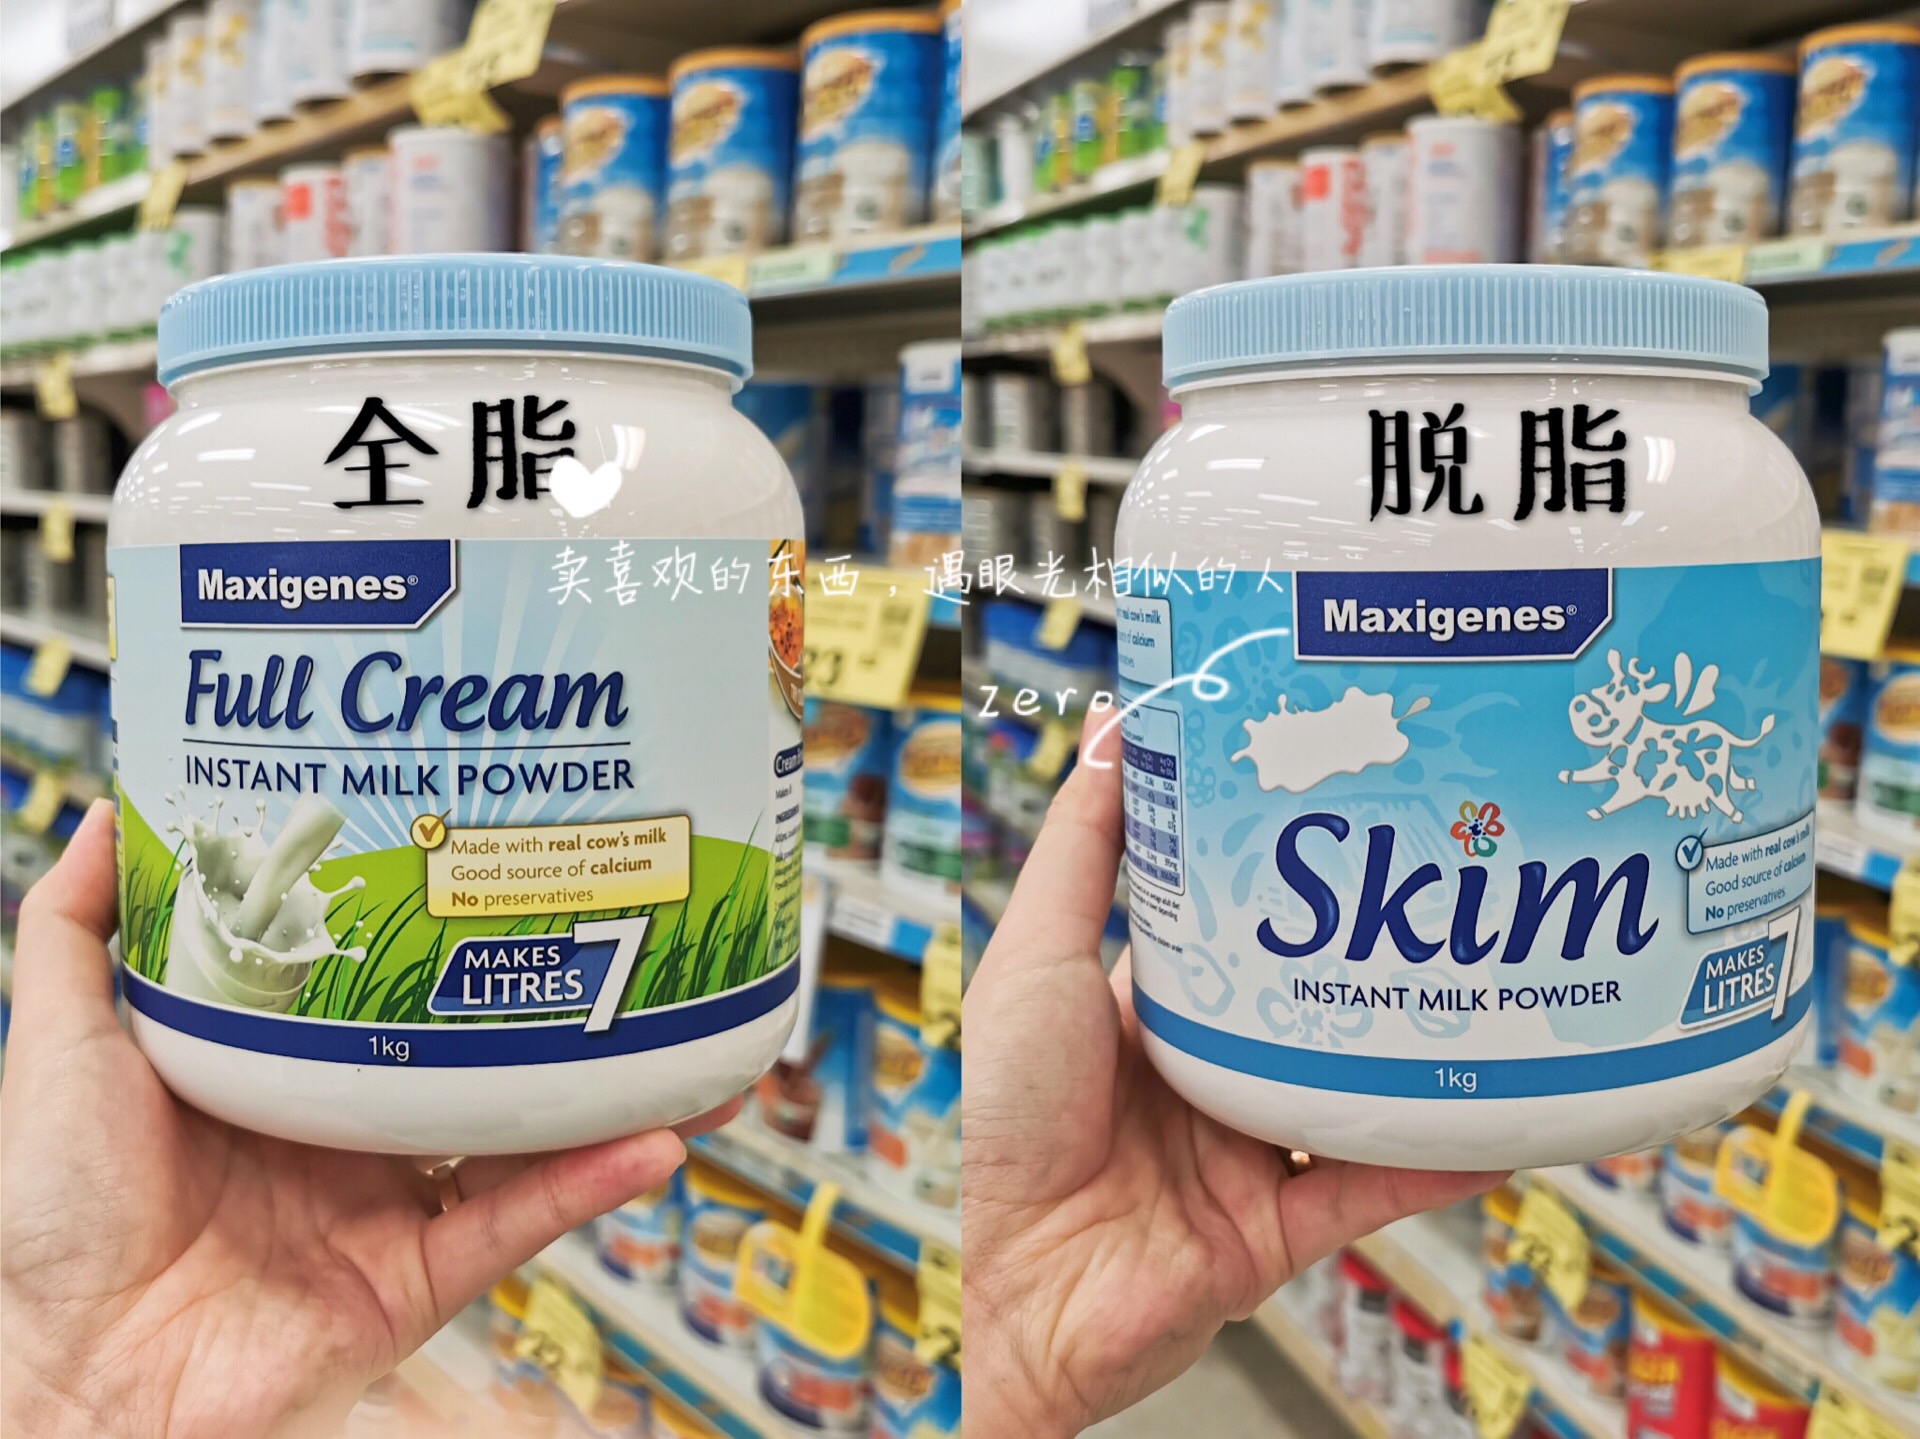 全脂
Maxigenes®
Full Cream
INSTANT MILK POWDER
Made with real cow's milk
Good source of calcium
No preservatives
MAKES
LITRES 7
1kg
卖喜欢的东西，遇眼光相似的人
zero
脱脂
Maxigenes®
Skim
INSTANT MILK POWDER
Made with real cow's milk
Good source of calcium
No preservatives
MAKES
LITRES 7
1kg